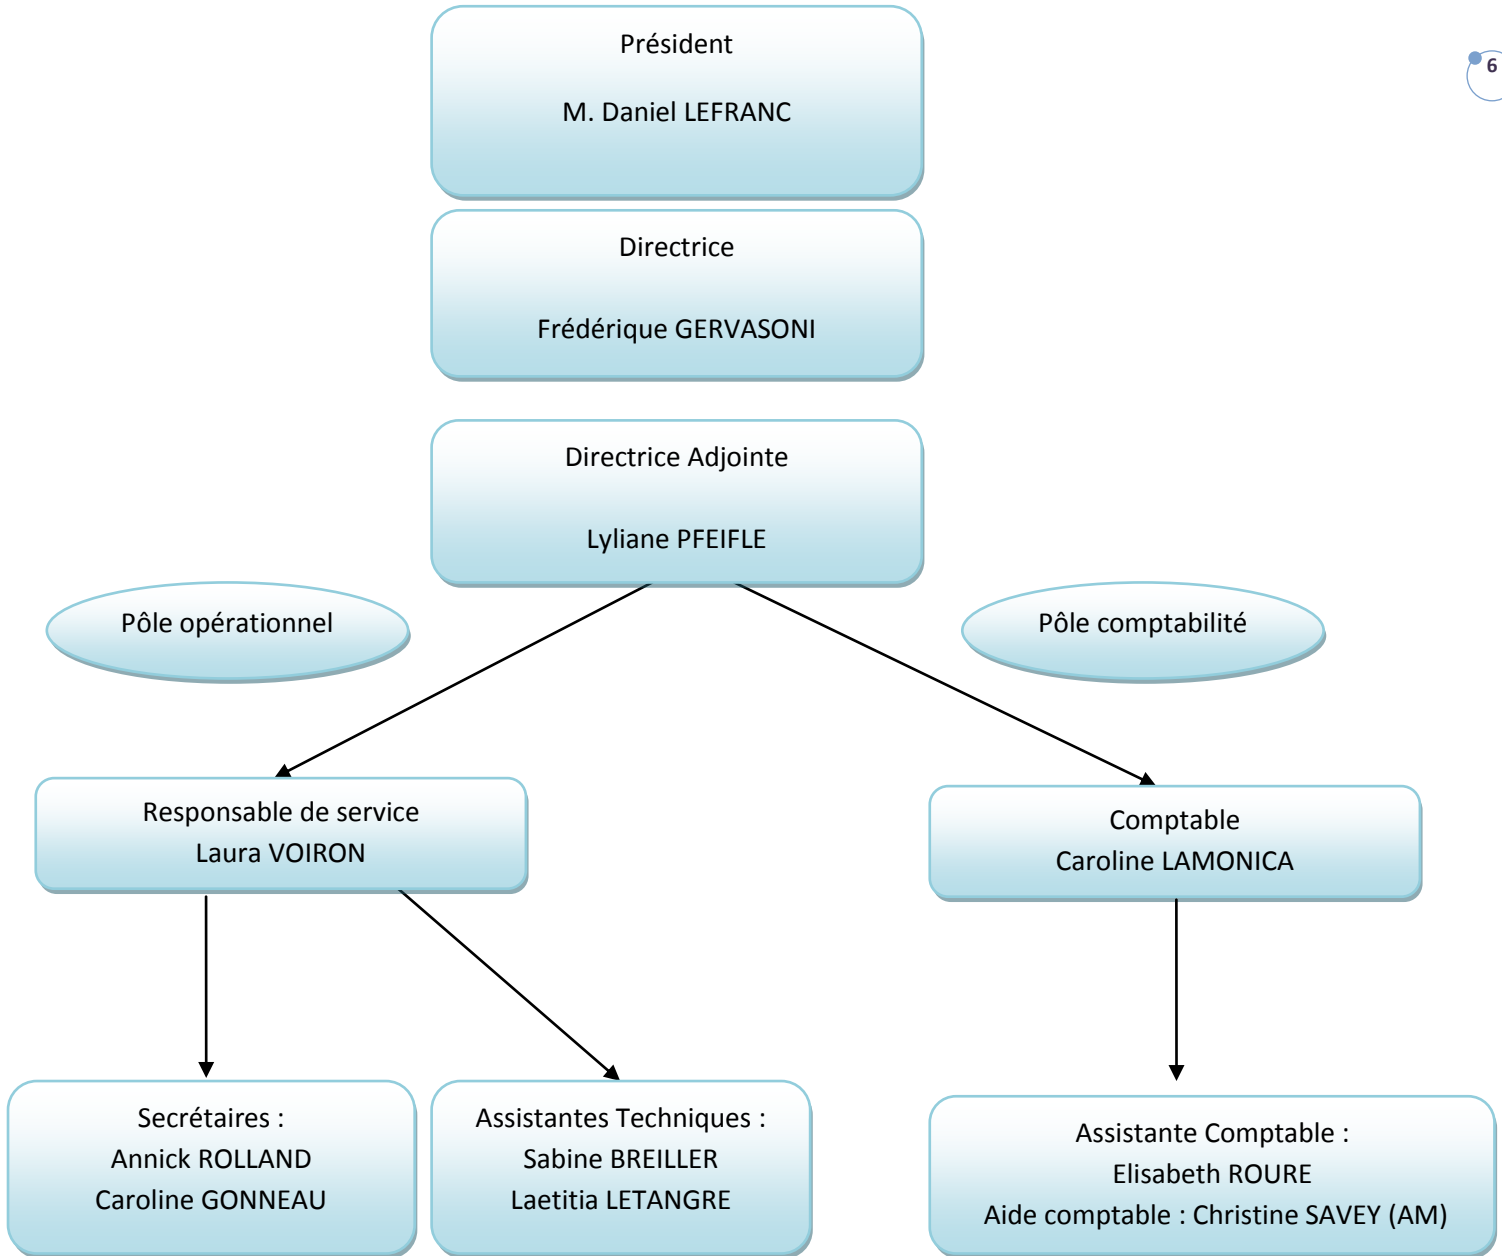 Président
M. Daniel LEFRANC
6
Directrice
Frédérique GERVASONI
Directrice Adjointe
Lyliane PFEIFLE
Pôle opérationnel
Pôle comptabilité
Responsable de service
Laura VOIRON
Comptable
Caroline LAMONICA
Secrétaires :
Annick ROLLAND
Caroline GONNEAU
Assistantes Techniques :
Sabine BREILLER
Laetitia LETANGRE
Assistante Comptable :
Elisabeth ROURE
Aide comptable : Christine SAVEY (AM)